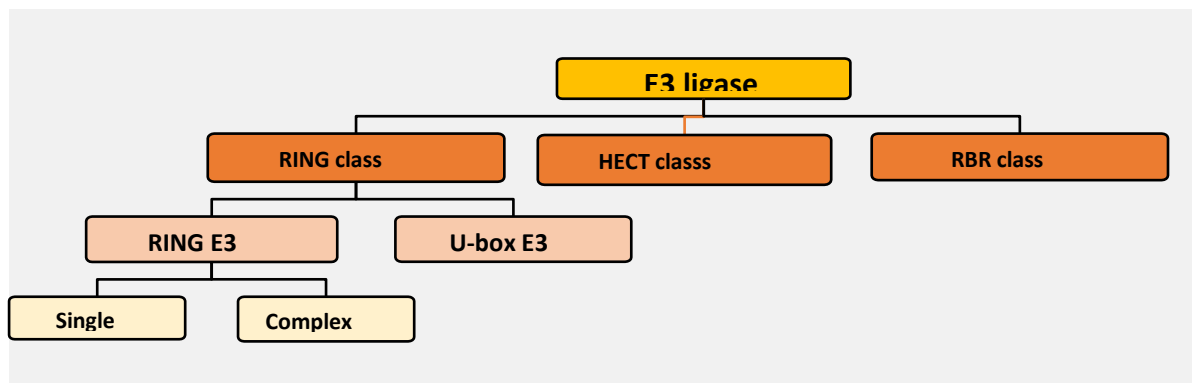 E3 ligase
RING class
HECT classs
RBR class
RING E3
U-box E3
Single
Complex